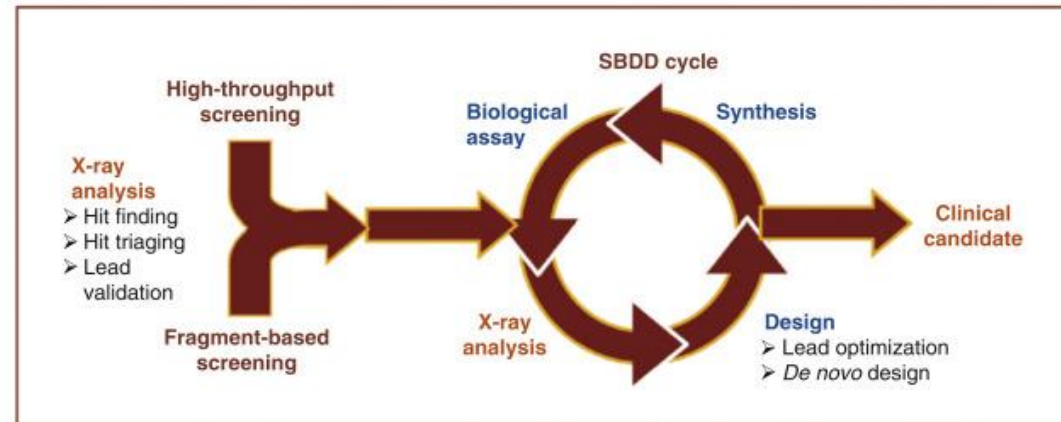 SBDD cycle
High-throughput
screening
Biological
assay
Synthesis
X-ray
analysis
➢ Hit finding
➢ Hit triaging
➢ Lead
validation
Clinical
candidate
Fragment-based
screening
X-ray
analysis
Design
➢ Lead optimization
➢ De novo design